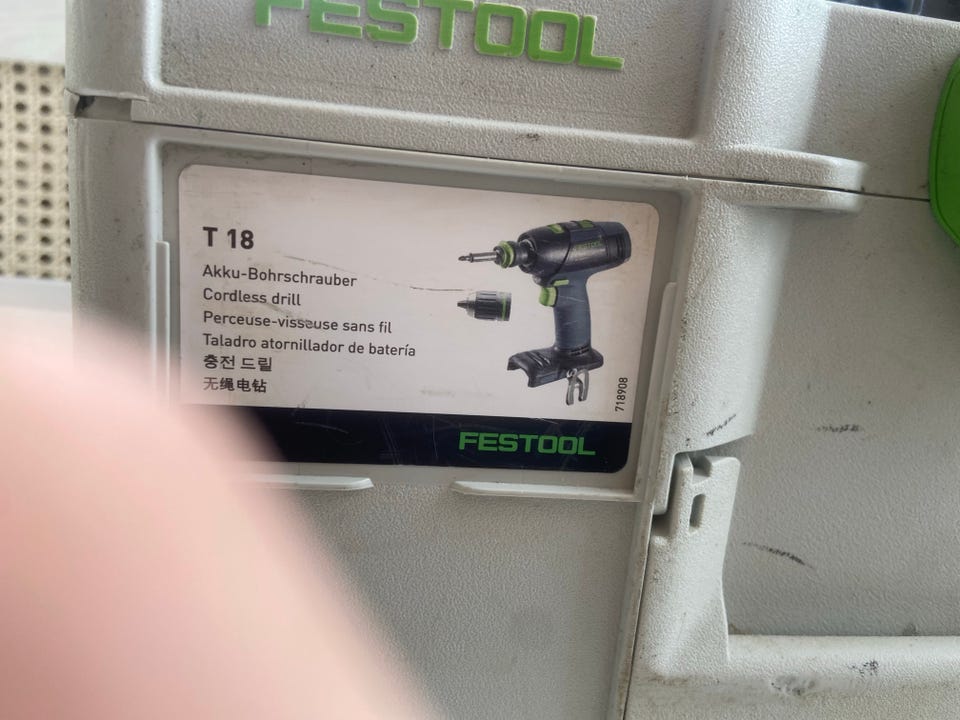 FESTOOL
T 18
Akku-Bohrschrauber
Cordless drill
Perceuse-visseuse sans fil
Taladro atornillador de batería
충전 드릴
无绳电钻
FESTOOL
718908
FESTOOL